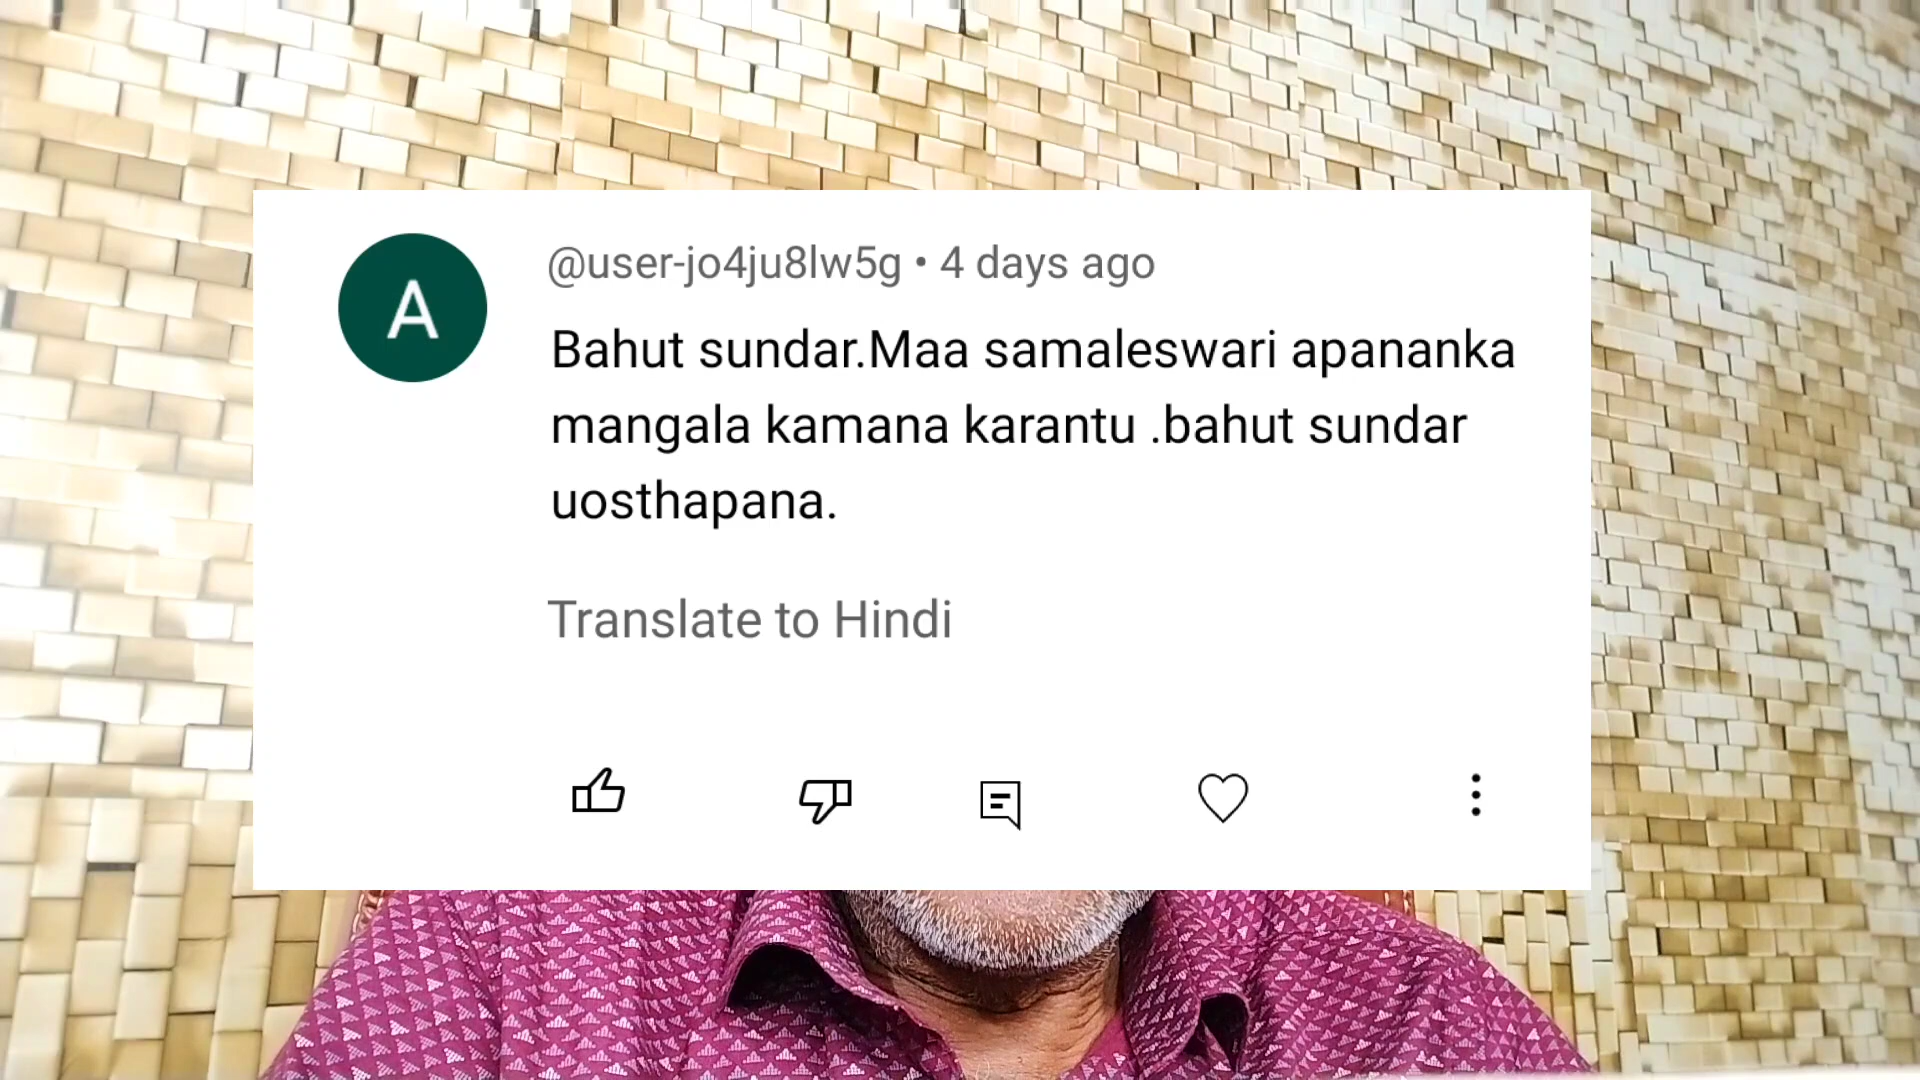 A
@user-jo4ju8lw5g • 4 days ago
Bahut sundar.Maa samaleswari apananka
mangala kamana karantu .bahut sundar
uosthapana.
Translate to Hindi